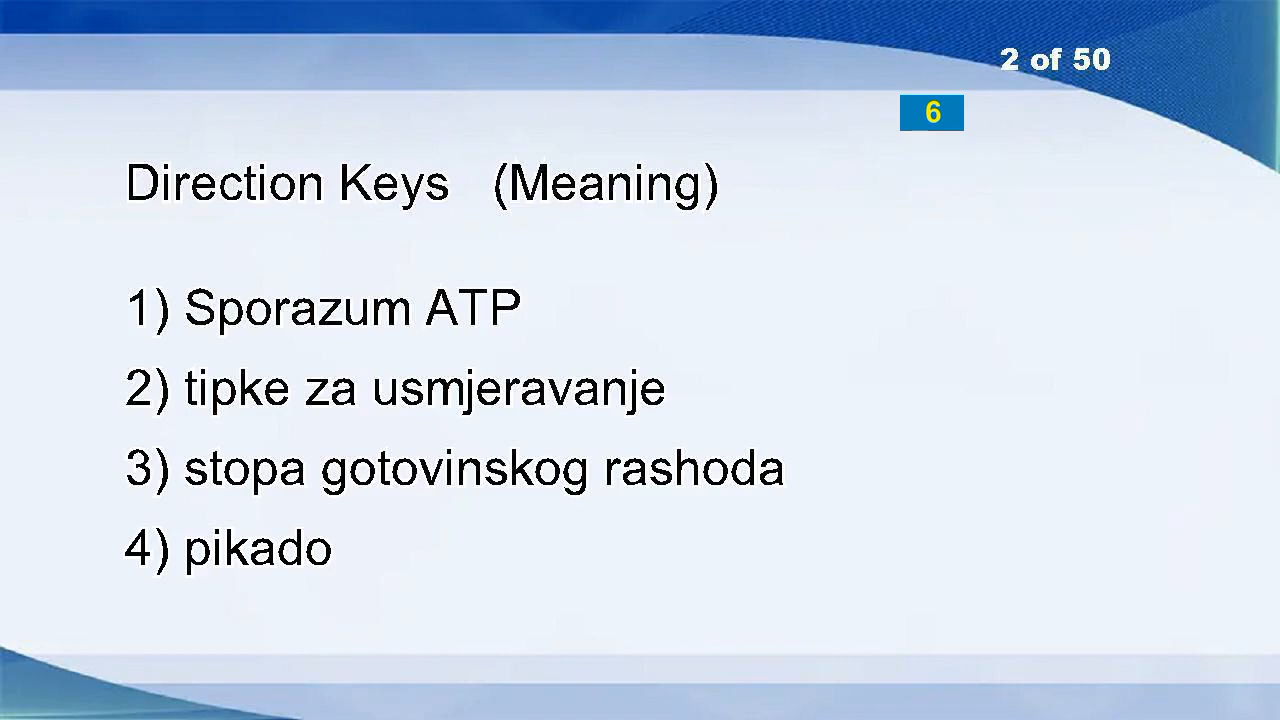 2 of 50
6
Direction Keys (Meaning)
1) Sporazum ATP
2) tipke za usmjeravanje
3) stopa gotovinskog rashoda
4) pikado